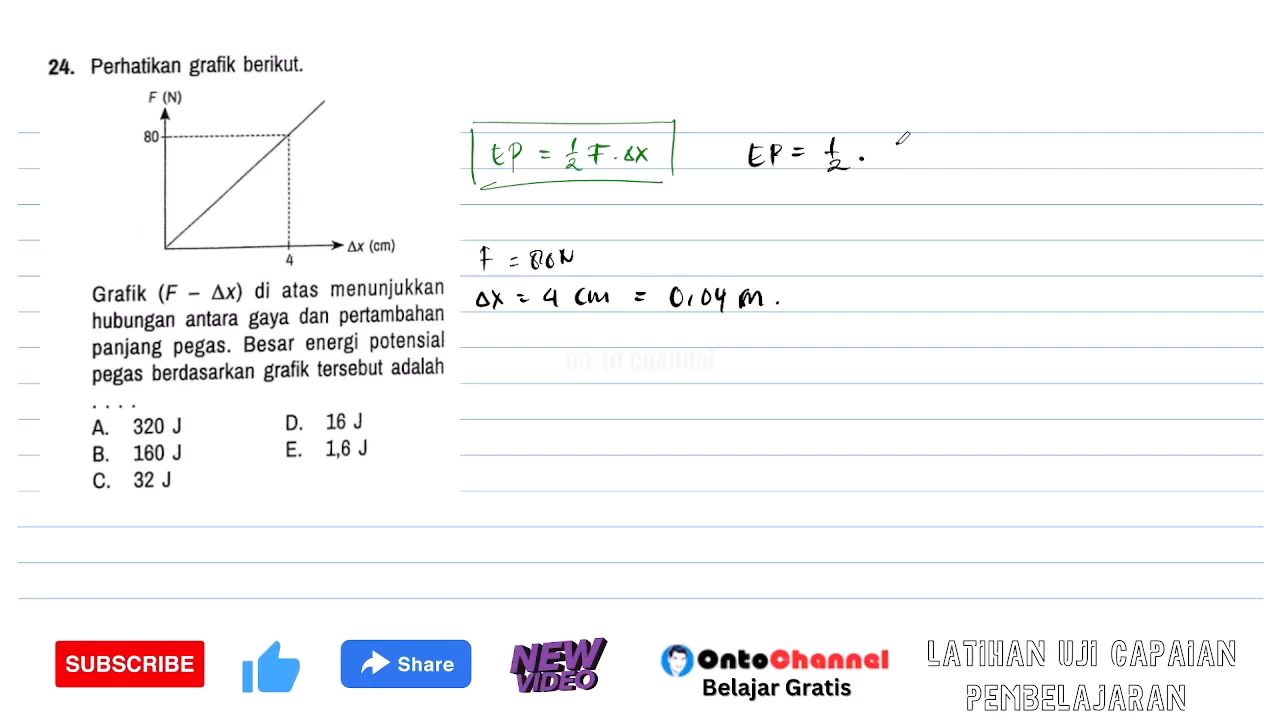 24. Perhatikan grafik berikut.
F (N)
80
Δx (cm)
4
Grafik (F – Δx) di atas menunjukkan
hubungan antara gaya dan pertambahan
panjang pegas. Besar energi potensial
pegas berdasarkan grafik tersebut adalah
. . . .
A. 320 J D. 16 J
B. 160 J E. 1,6 J
C. 32 J
EP = 1/2 F . Δx
EP = 1/2 .
F = 80N
Δx = 4 cm = 0,04 m .
SUBSCRIBE
Share
NEW
VIDEO
OntoChannel
Belajar Gratis
LATIHAN UJI CAPAIAN
PEMBELAJARAN